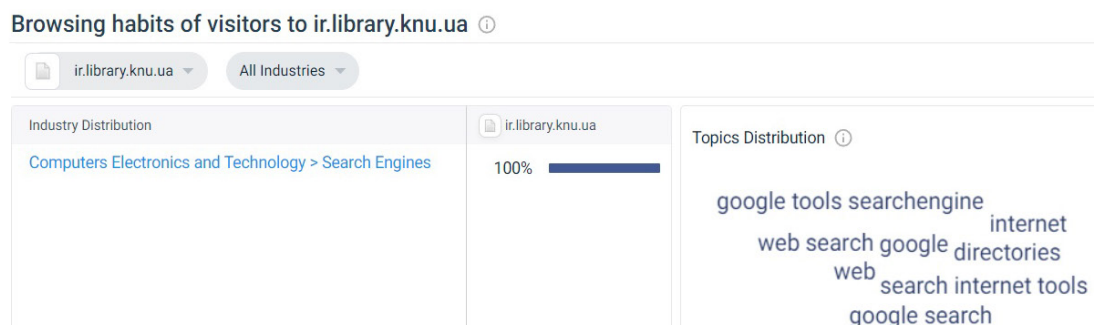 Browsing habits of visitors to ir.library.knu.ua
ir.library.knu.ua
All Industries
Industry Distribution
ir.library.knu.ua
Computers Electronics and Technology > Search Engines
100%
Topics Distribution
google tools searchengine
internet
web search google
directories
web
search internet tools
google search